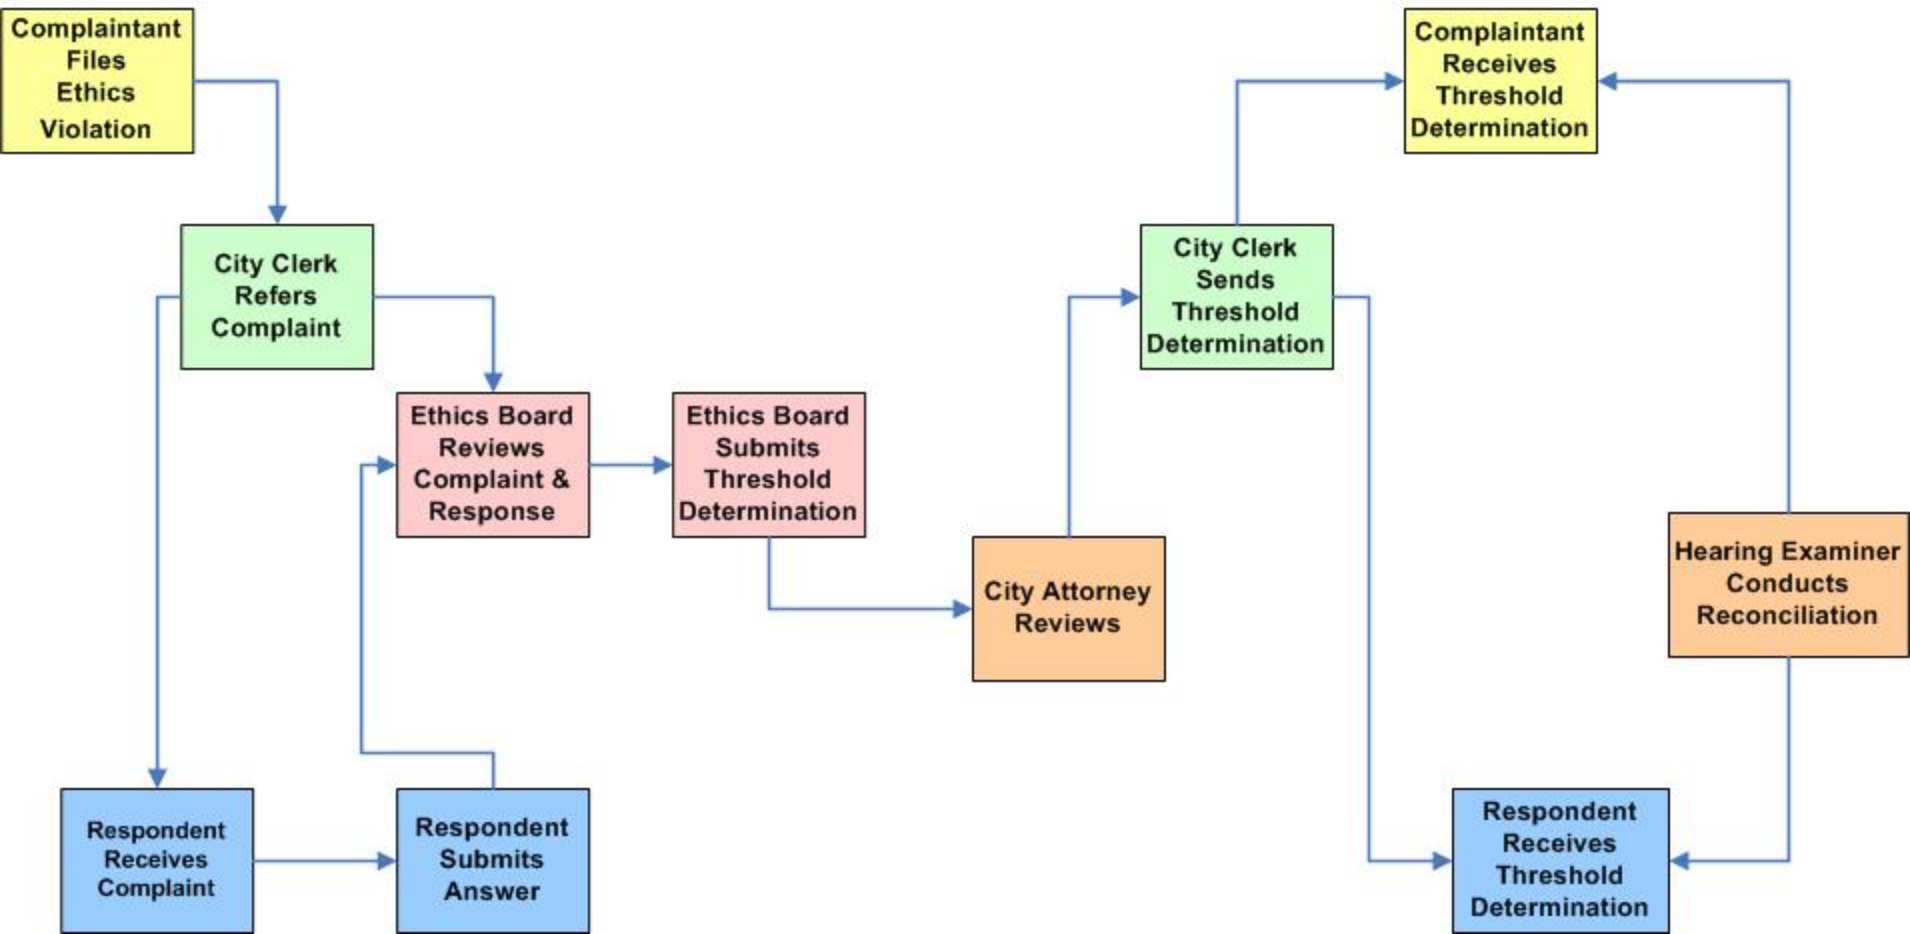 Complaintant
Files
Ethics
Violation
City Clerk
Refers
Complaint
Ethics Board
Reviews
Complaint &
Response
Ethics Board
Submits
Threshold
Determination
Respondent
Receives
Complaint
Respondent
Submits
Answer
City Attorney
Reviews
City Clerk
Sends
Threshold
Determination
Complaintant
Receives
Threshold
Determination
Hearing Examiner
Conducts
Reconciliation
Respondent
Receives
Threshold
Determination